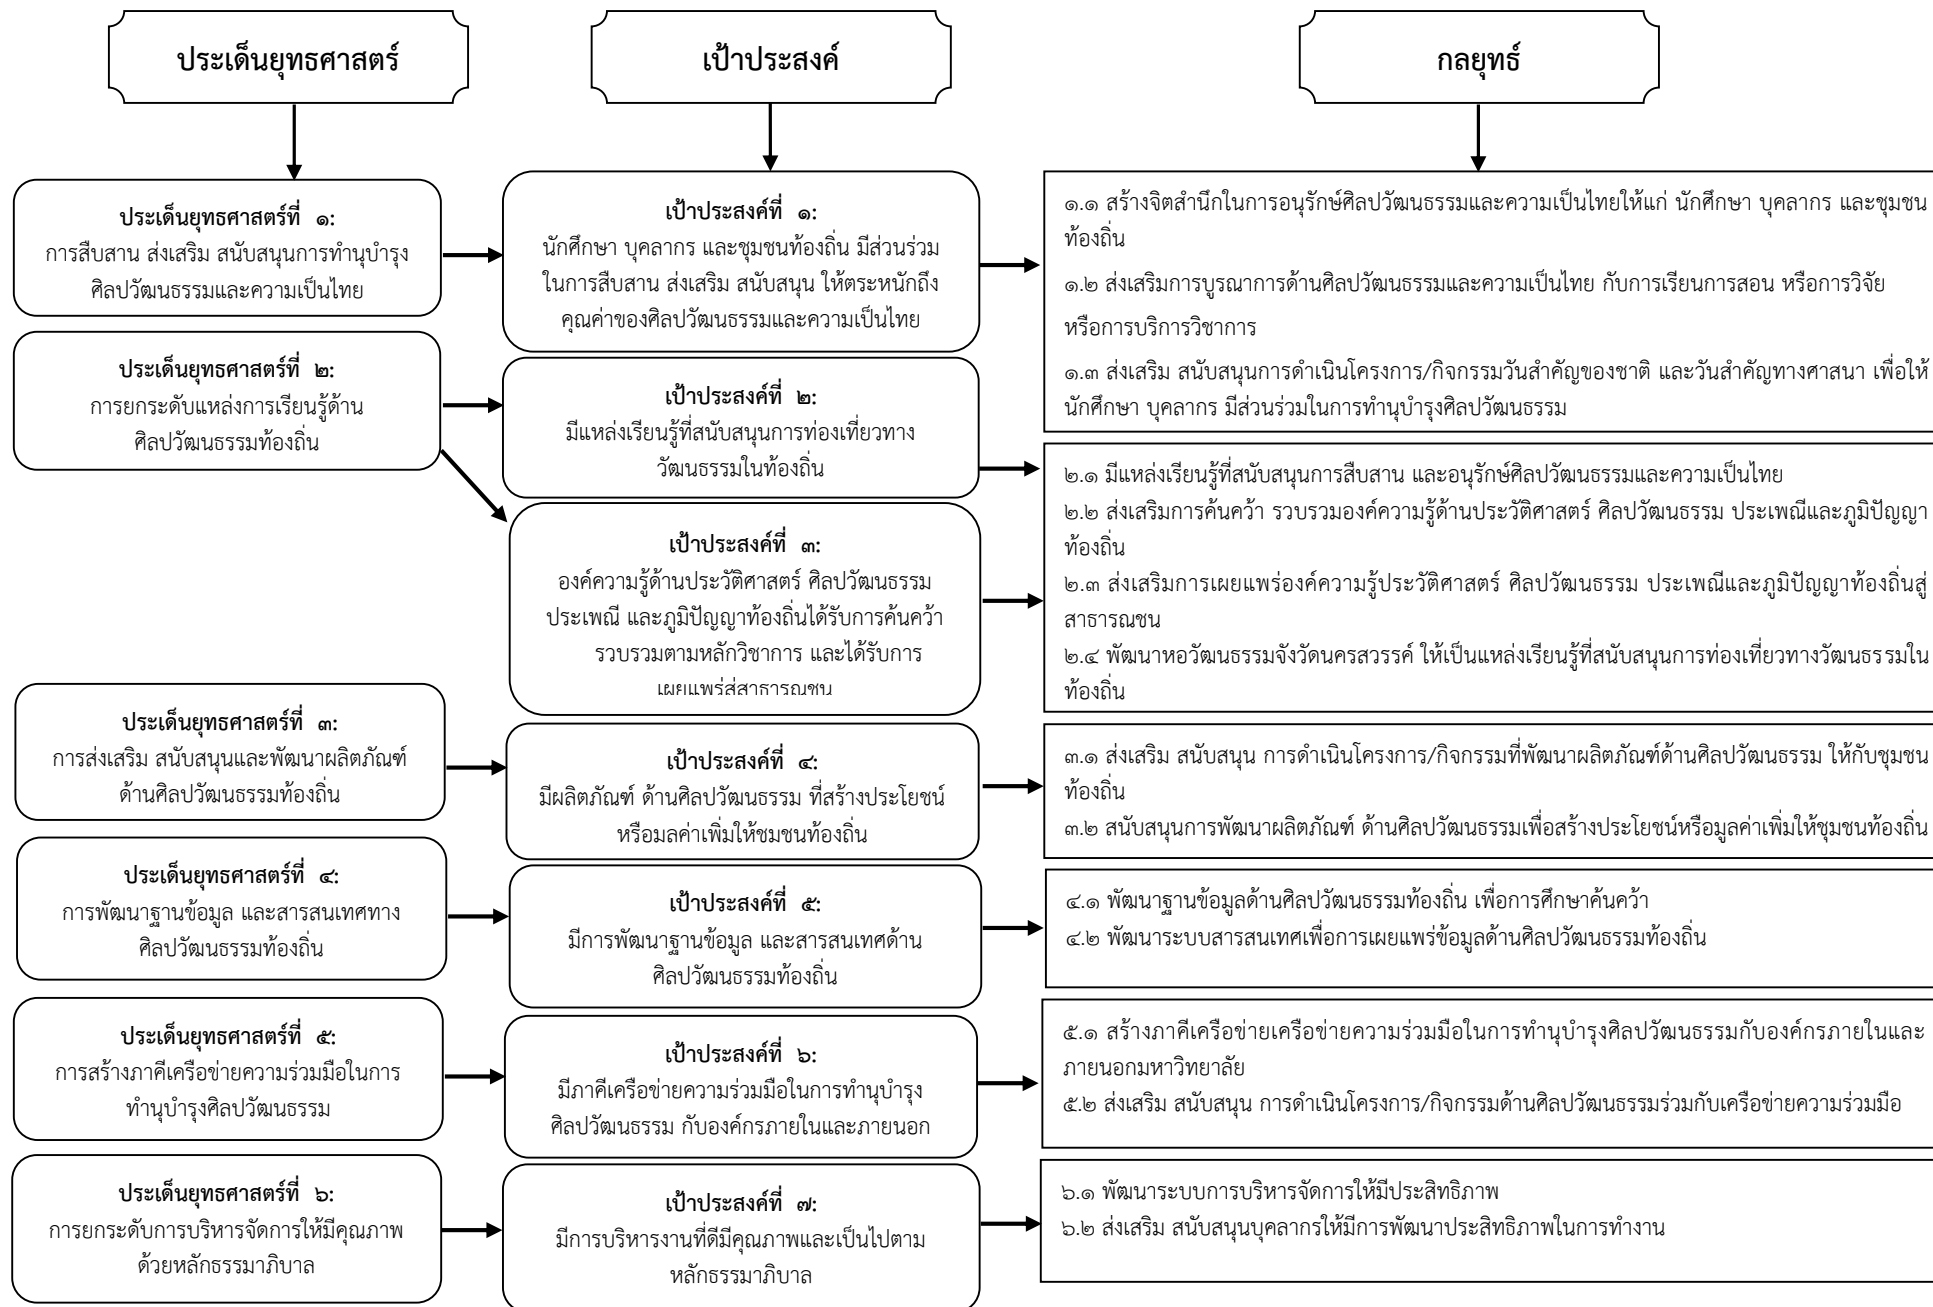 ประเด็นยุทธศาสตร์
เป้าประสงค์
กลยุทธ์
ประเด็นยุทธศาสตร์ที่ ๑:
การสืบสาน ส่งเสริม สนับสนุนการทำนุบำรุง
ศิลปวัฒนธรรมและความเป็นไทย
ประเด็นยุทธศาสตร์ที่ ๒:
การยกระดับแหล่งการเรียนรู้ด้าน
ศิลปวัฒนธรรมท้องถิ่น
ประเด็นยุทธศาสตร์ที่ ๓:
การส่งเสริม สนับสนุนและพัฒนาผลิตภัณฑ์
ด้านศิลปวัฒนธรรมท้องถิ่น
ประเด็นยุทธศาสตร์ที่ ๔:
การพัฒนาฐานข้อมูล และสารสนเทศทาง
ศิลปวัฒนธรรมท้องถิ่น
ประเด็นยุทธศาสตร์ที่ ๕:
การสร้างภาคีเครือข่ายความร่วมมือในการ
ทำนุบำรุงศิลปวัฒนธรรม
ประเด็นยุทธศาสตร์ที่ ๖:
การยกระดับการบริหารจัดการให้มีคุณภาพ
ด้วยหลักธรรมาภิบาล
เป้าประสงค์ที่ ๑:
นักศึกษา บุคลากร และชุมชนท้องถิ่น มีส่วนร่วม
ในการสืบสาน ส่งเสริม สนับสนุน ให้ตระหนักถึง
คุณค่าของศิลปวัฒนธรรมและความเป็นไทย
เป้าประสงค์ที่ ๒:
มีแหล่งเรียนรู้ที่สนับสนุนการท่องเที่ยวทาง
วัฒนธรรมในท้องถิ่น
เป้าประสงค์ที่ ๓:
องค์ความรู้ด้านประวัติศาสตร์ ศิลปวัฒนธรรม
ประเพณี และภูมิปัญญาท้องถิ่นได้รับการค้นคว้า
รวบรวมตามหลักวิชาการ และได้รับการ
เผยแพร่สู่สาธารณชน
เป้าประสงค์ที่ ๔:
มีผลิตภัณฑ์ ด้านศิลปวัฒนธรรม ที่สร้างประโยชน์
หรือมูลค่าเพิ่มให้ชุมชนท้องถิ่น
เป้าประสงค์ที่ ๕:
มีการพัฒนาฐานข้อมูล และสารสนเทศด้าน
ศิลปวัฒนธรรมท้องถิ่น
เป้าประสงค์ที่ ๖:
มีภาคีเครือข่ายความร่วมมือในการทำนุบำรุง
ศิลปวัฒนธรรม กับองค์กรภายในและภายนอก
เป้าประสงค์ที่ ๗:
มีการบริหารงานที่ดีมีคุณภาพและเป็นไปตาม
หลักธรรมาภิบาล
๑.๑ สร้างจิตสำนึกในการอนุรักษ์ศิลปวัฒนธรรมและความเป็นไทยให้แก่ นักศึกษา บุคลากร และชุมชน
ท้องถิ่น
๑.๒ ส่งเสริมการบูรณาการด้านศิลปวัฒนธรรมและความเป็นไทย กับการเรียนการสอน หรือการวิจัย
หรือการบริการวิชาการ
๑.๓ ส่งเสริม สนับสนุนการดำเนินโครงการ/กิจกรรมวันสำคัญของชาติ และวันสำคัญทางศาสนา เพื่อให้
นักศึกษา บุคลากร มีส่วนร่วมในการทำนุบำรุงศิลปวัฒนธรรม
๒.๑ มีแหล่งเรียนรู้ที่สนับสนุนการสืบสาน และอนุรักษ์ศิลปวัฒนธรรมและความเป็นไทย
๒.๒ ส่งเสริมการค้นคว้า รวบรวมองค์ความรู้ด้านประวัติศาสตร์ ศิลปวัฒนธรรม ประเพณีและภูมิปัญญา
ท้องถิ่น
๒.๓ ส่งเสริมการเผยแพร่องค์ความรู้ประวัติศาสตร์ ศิลปวัฒนธรรม ประเพณีและภูมิปัญญาท้องถิ่นสู่
สาธารณชน
๒.๔ พัฒนาหอวัฒนธรรมจังวัดนครสวรรค์ ให้เป็นแหล่งเรียนรู้ที่สนับสนุนการท่องเที่ยวทางวัฒนธรรมใน
ท้องถิ่น
๓.๑ ส่งเสริม สนับสนุน การดำเนินโครงการ/กิจกรรมที่พัฒนาผลิตภัณฑ์ด้านศิลปวัฒนธรรม ให้กับชุมชน
ท้องถิ่น
๓.๒ สนับสนุนการพัฒนาผลิตภัณฑ์ ด้านศิลปวัฒนธรรมเพื่อสร้างประโยชน์หรือมูลค่าเพิ่มให้ชุมชนท้องถิ่น
๔.๑ พัฒนาฐานข้อมูลด้านศิลปวัฒนธรรมท้องถิ่น เพื่อการศึกษาค้นคว้า
๔.๒ พัฒนาระบบสารสนเทศเพื่อการเผยแพร่ข้อมูลด้านศิลปวัฒนธรรมท้องถิ่น
๕.๑ สร้างภาคีเครือข่ายเครือข่ายความร่วมมือในการทำนุบำรุงศิลปวัฒนธรรมกับองค์กรภายในและ
ภายนอกมหาวิทยาลัย
๕.๒ ส่งเสริม สนับสนุน การดำเนินโครงการ/กิจกรรมด้านศิลปวัฒนธรรมร่วมกับเครือข่ายความร่วมมือ
๖.๑ พัฒนาระบบการบริหารจัดการให้มีประสิทธิภาพ
๖.๒ ส่งเสริม สนับสนุนบุคลากรให้มีการพัฒนาประสิทธิภาพในการทำงาน